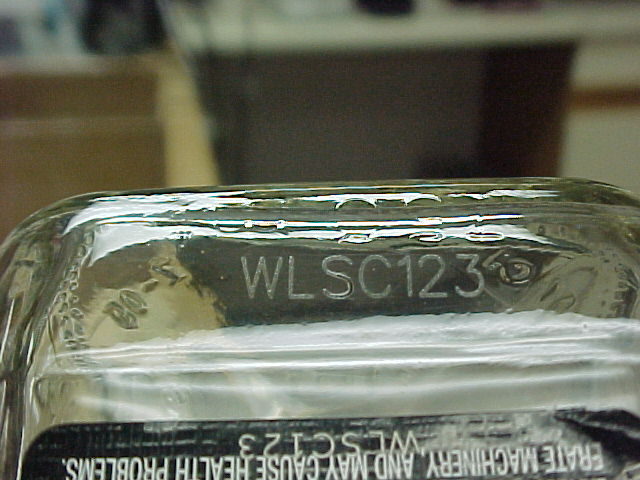 WLSC123
WLSC123
ERATE MACHINERY, AND MAY CAUSE HEALTH PROBLEMS.